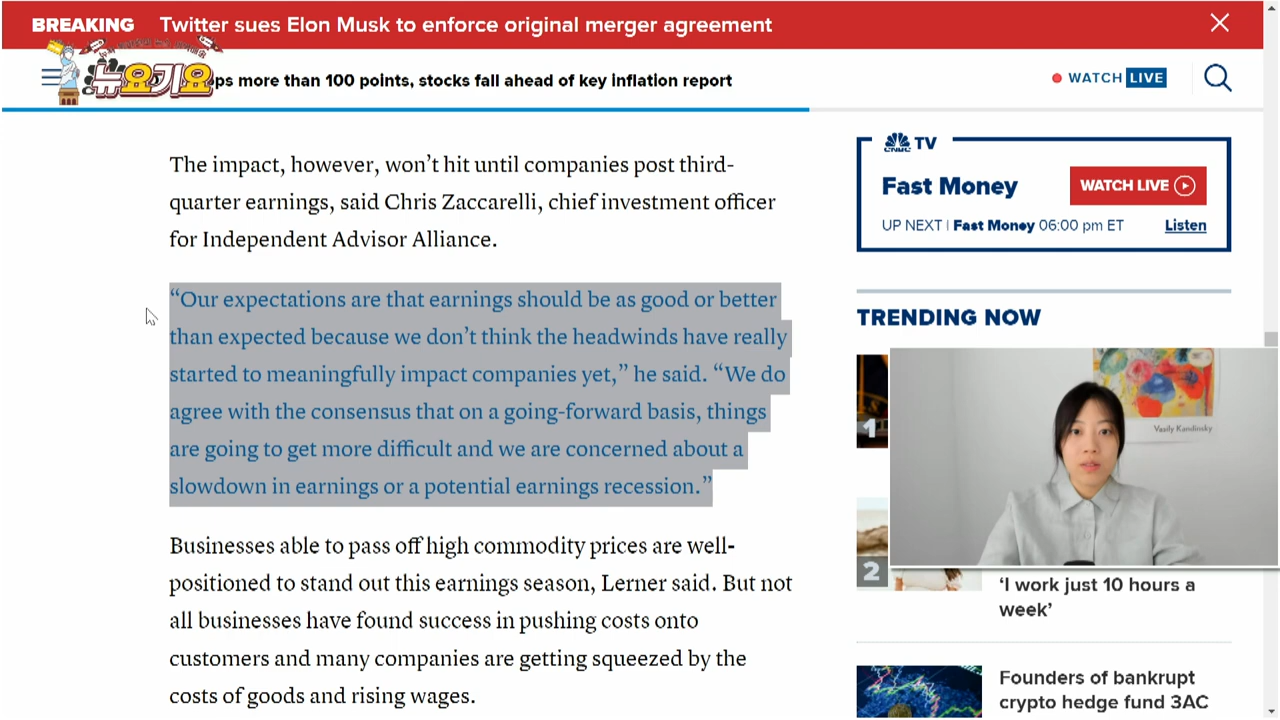 BREAKING Twitter sues Elon Musk to enforce original merger agreement
뉴욕기요
ps more than 100 points, stocks fall ahead of key inflation report
WATCH LIVE
The impact, however, won’t hit until companies post third-
quarter earnings, said Chris Zaccarelli, chief investment officer
for Independent Advisor Alliance.
“Our expectations are that earnings should be as good or better
than expected because we don’t think the headwinds have really
started to meaningfully impact companies yet,” he said. “We do
agree with the consensus that on a going-forward basis, things
are going to get more difficult and we are concerned about a
slowdown in earnings or a potential earnings recession.”
Businesses able to pass off high commodity prices are well-
positioned to stand out this earnings season, Lerner said. But not
all businesses have found success in pushing costs onto
customers and many companies are getting squeezed by the
costs of goods and rising wages.
CNBC TV
Fast Money
WATCH LIVE
UP NEXT | Fast Money 06:00 pm ET
Listen
TRENDING NOW
1
Vasily Kandinsky
2
‘I work just 10 hours a
week’
Founders of bankrupt
crypto hedge fund 3AC